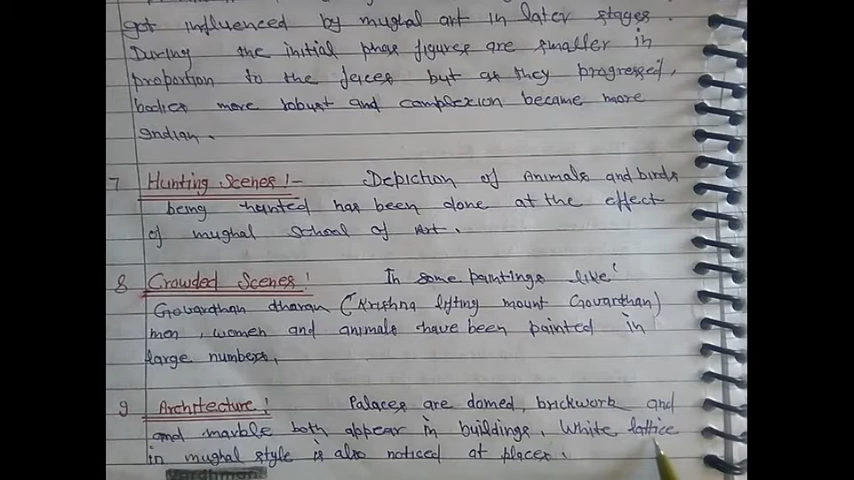 got influenced by mughal art in later stages.
During the initial phase figures are smaller in
proportion to the faces but as they progressed,
bodies more robust and complexion became more
Indian.
7 Hunting Scenes:- Depiction of Animals and birds
being hunted has been done at the effect
of mughal School of Art.
8 Crowded Scenes: In some paintings like'
Govardhan dharan (Krishna lyting mount Govardhan)
men, women and animals have been painted in
large numbers,
9 Architecture: Palaces are domed, brickwork and
and marble both appear in buildings, White lattice
in mughal style is also noticed at places.
Vardhman